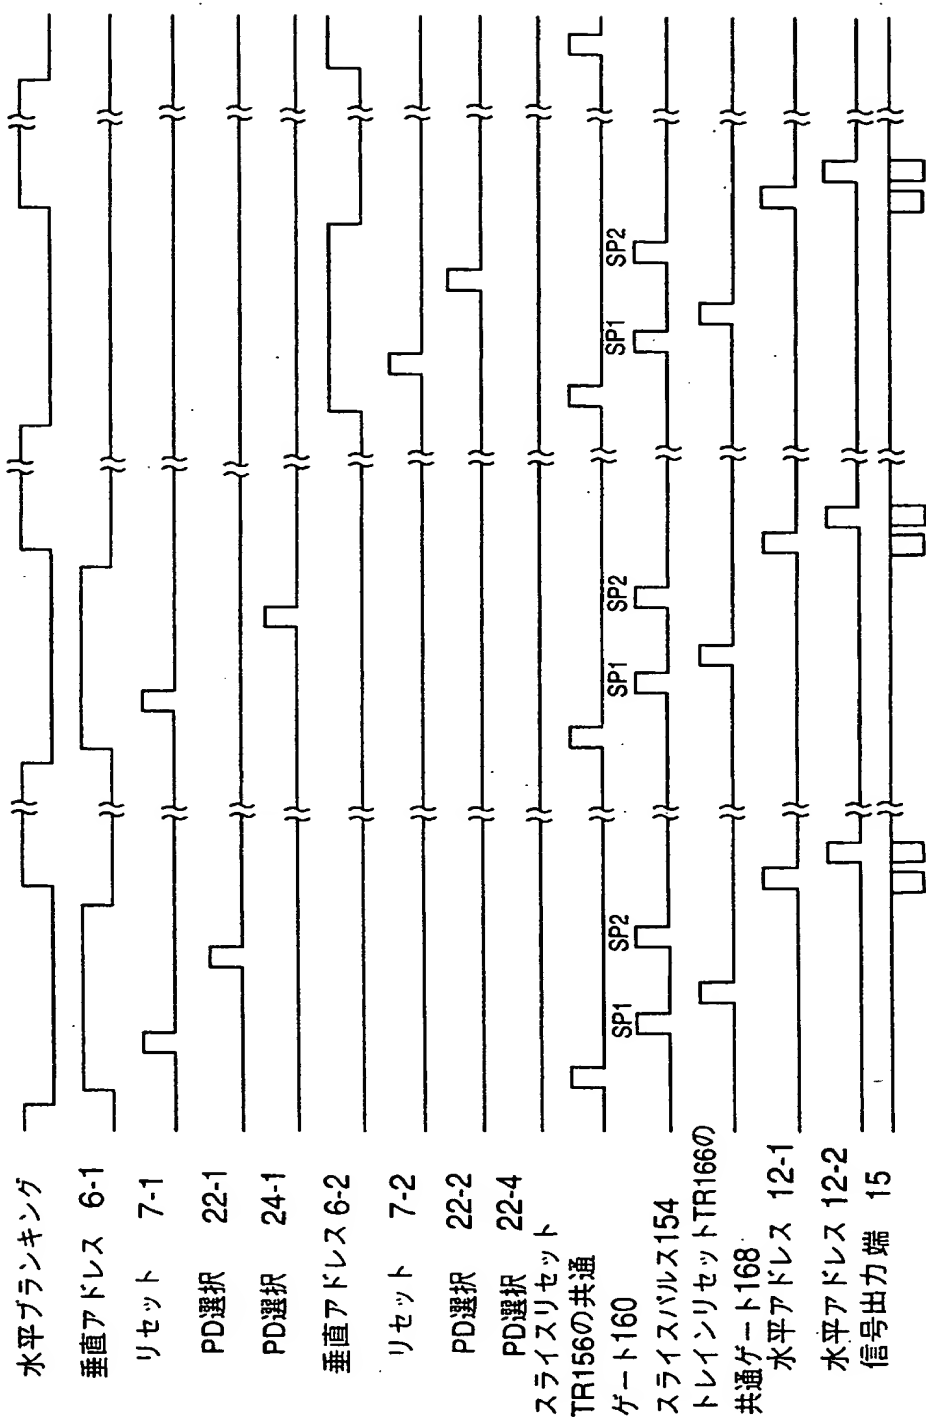 水平ブランキング
垂直アドレス 6-1
リセット 7-1
PD選択 22-1
PD選択 24-1
垂直アドレス 6-2
リセット 7-2
PD選択 22-2
PD選択 22-4
スライスリセット
TR156の共通
ゲート160
スライスパルス154
トレインリセットTR166の
共通ゲート168
水平アドレス 12-1
水平アドレス 12-2
信号出力端 15
SP1
SP2
SP1
SP2
SP1
SP2